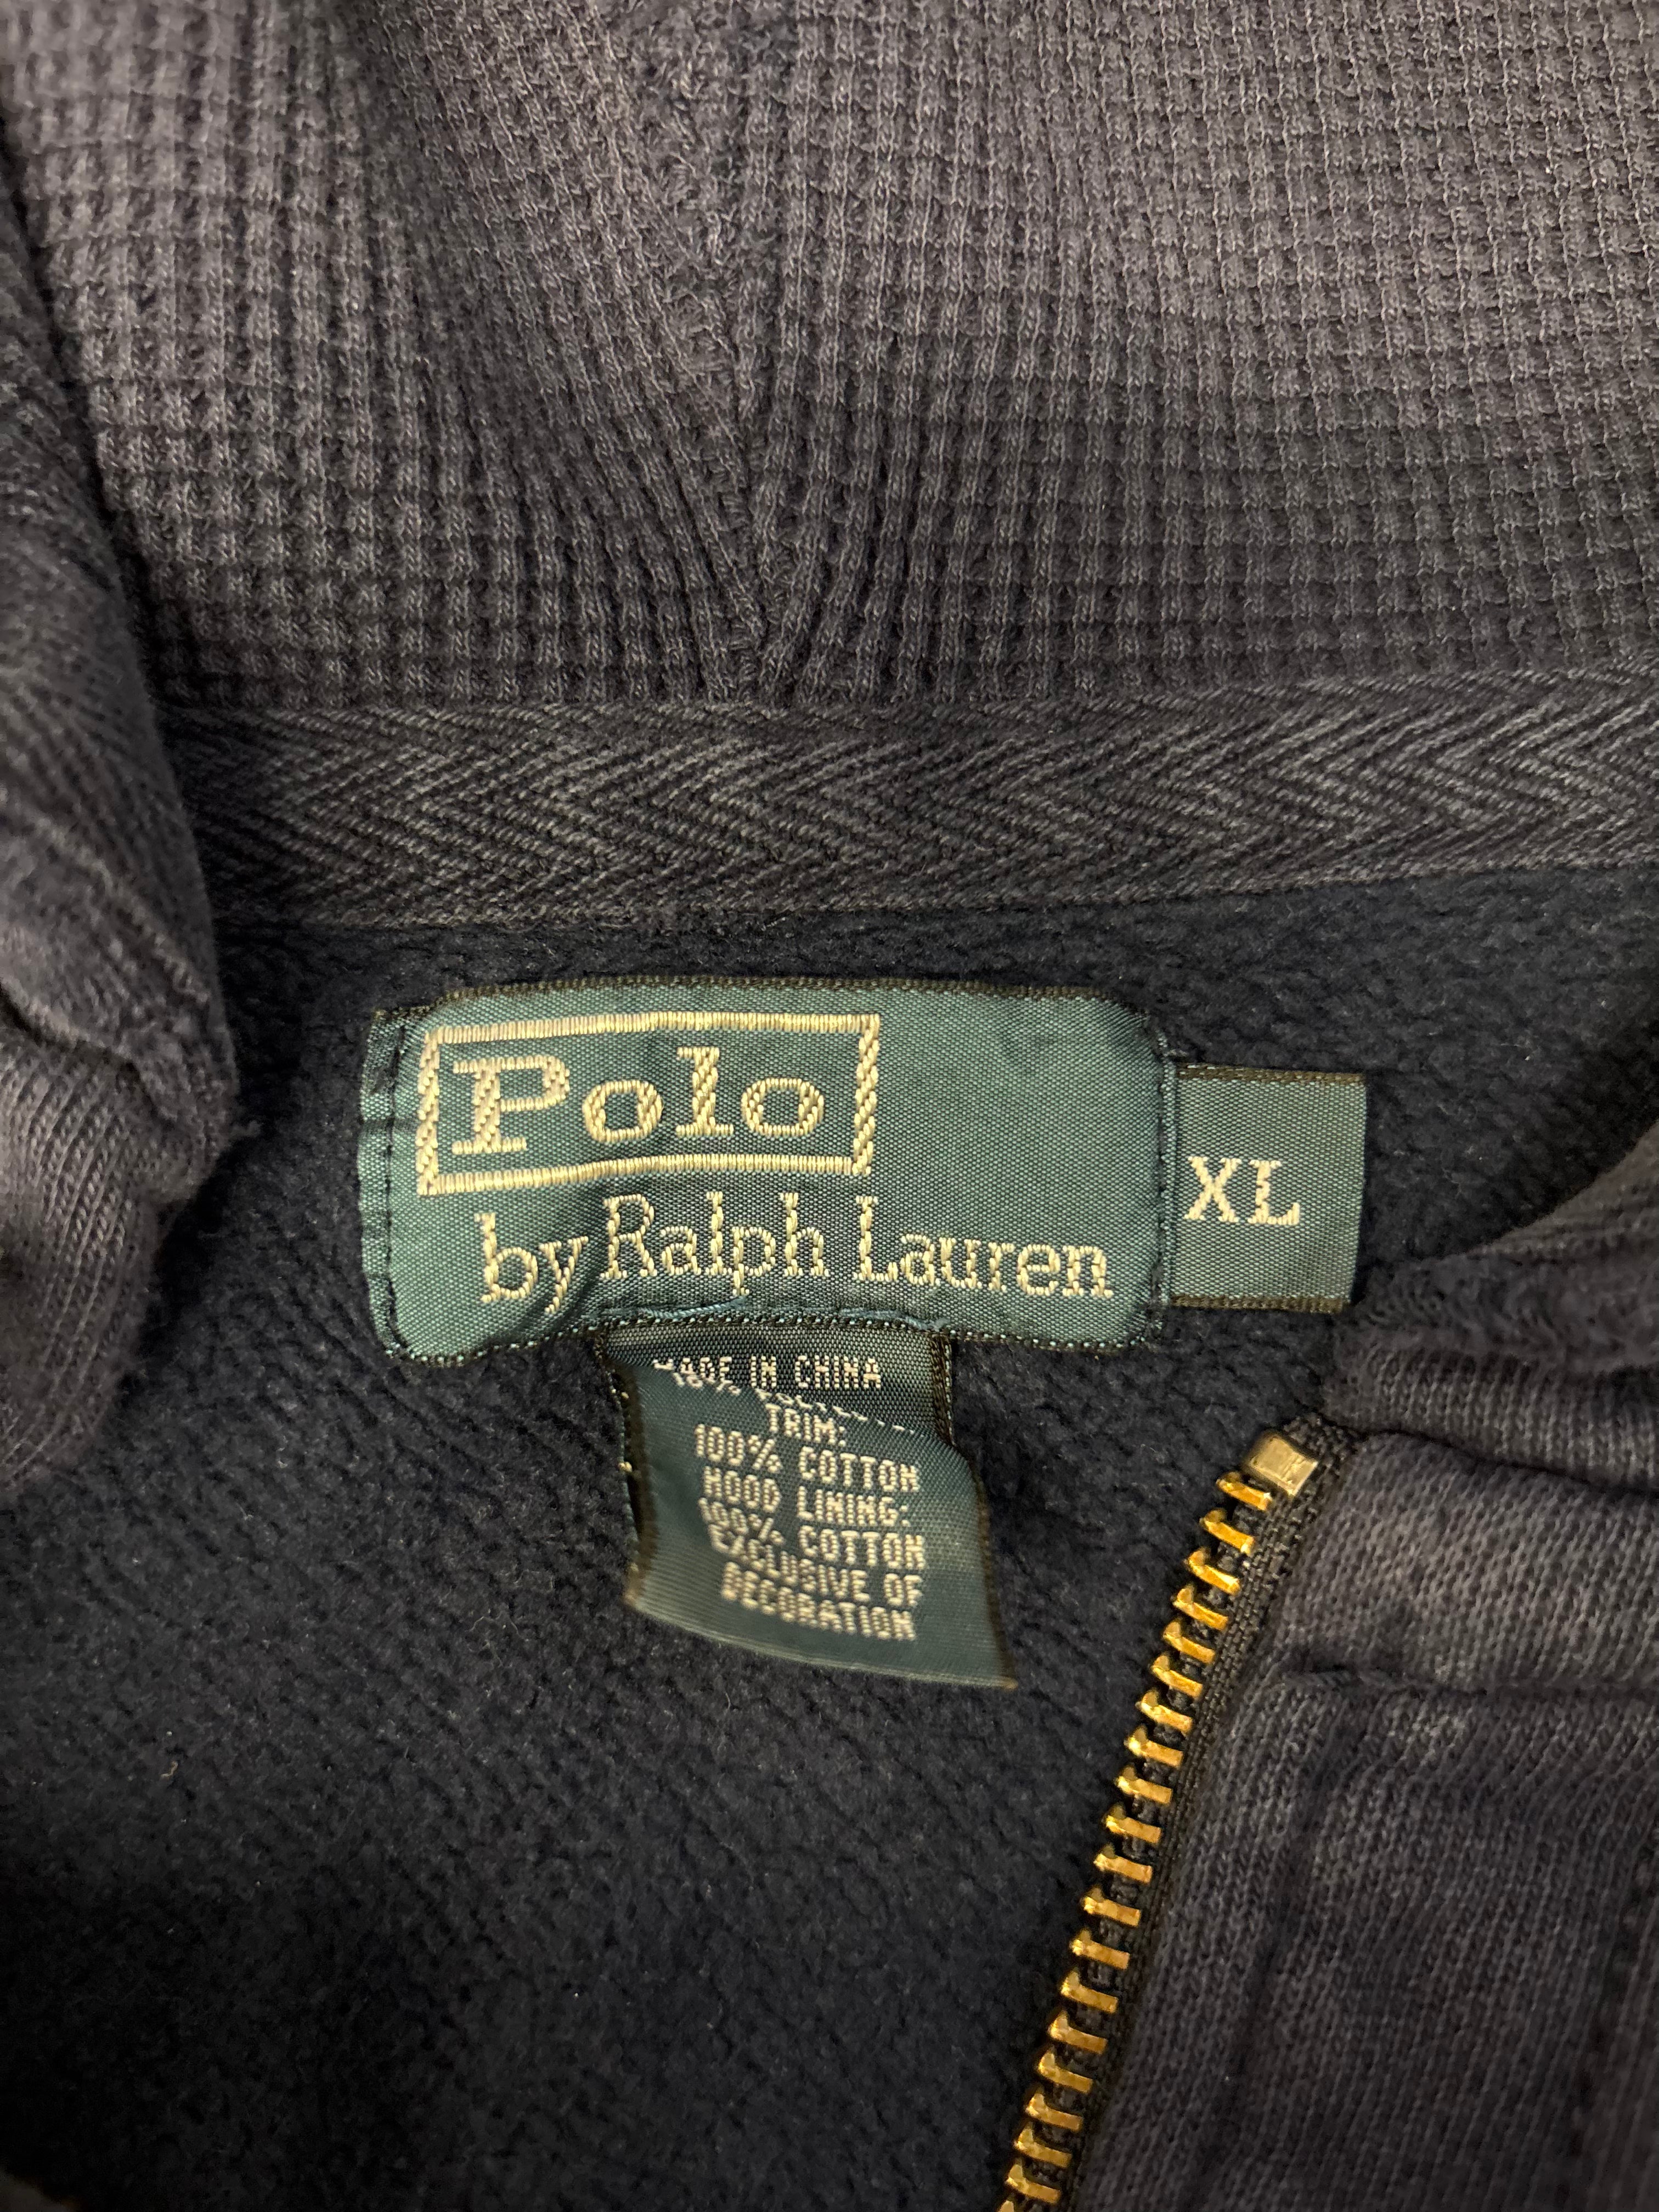 Polo
by Ralph Lauren
XL
MADE IN CHINA
TRIM:
100% COTTON
HOOD LINING:
100% COTTON
EXCLUSIVE OF
DECORATION